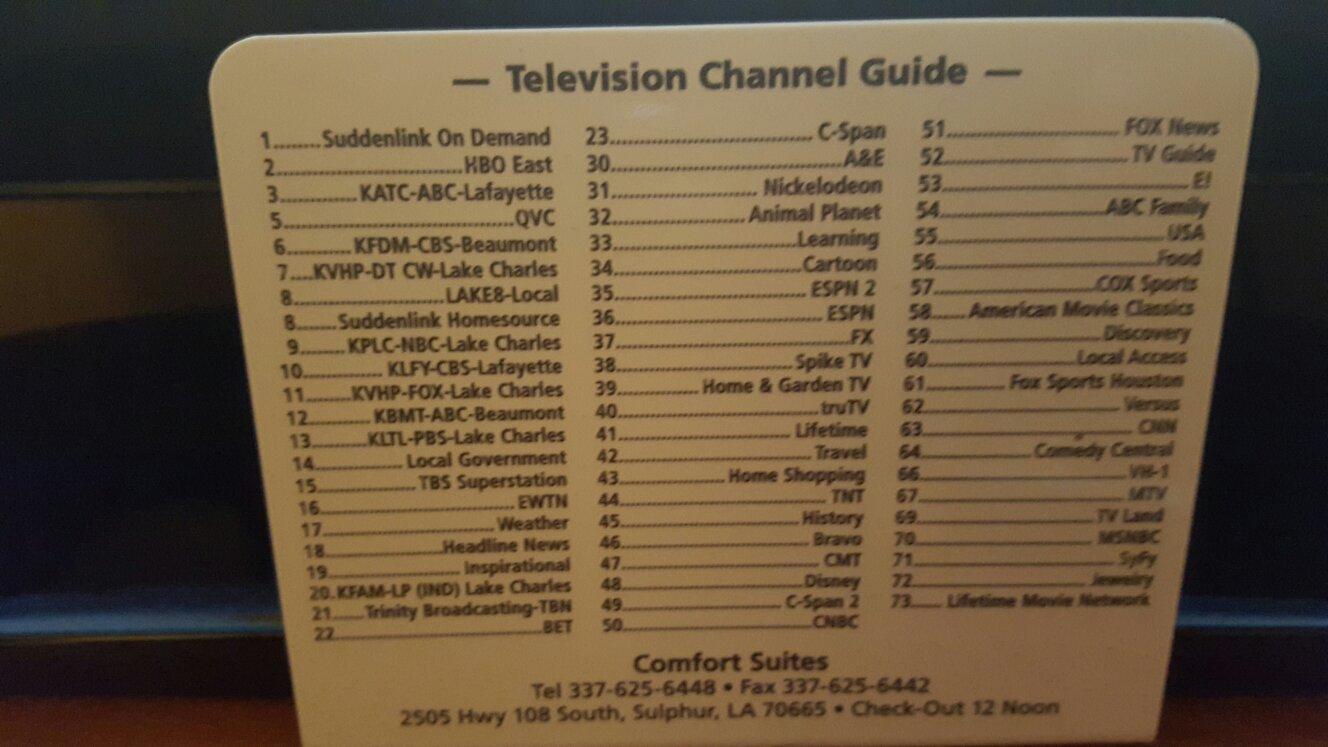 — Television Channel Guide —
1........Suddenlink On Demand
2........HBO East
3........KATC-ABC-Lafayette
5........QVC
6........KFDM-CBS-Beaumont
7....KVHP-DT CW-Lake Charles
8........LAKE8-Local
8.......Suddenlink Homesource
9........KPLC-NBC-Lake Charles
10........KLFY-CBS-Lafayette
11........KVHP-FOX-Lake Charles
12........KBMT-ABC-Beaumont
13........KLTL-PBS-Lake Charles
14........Local Government
15........TBS Superstation
16........EWTN
17........Weather
18........Headline News
19........Inspirational
20.KFAM-LP (IND) Lake Charles
21.....Trinity Broadcasting-TBN
22........BET
23........C-Span
30........A&E
31........Nickelodeon
32........Animal Planet
33........Learning
34........Cartoon
35........ESPN 2
36........ESPN
37........FX
38........Spike TV
39........Home & Garden TV
40........truTV
41........Lifetime
42........Travel
43........Home Shopping
44........TNT
45........History
46........Bravo
47........CMT
48........Disney
49........C-Span 2
50........CNBC
51........FOX News
52........TV Guide
53........E!
54........ABC Family
55........USA
56........Food
57........COX Sports
58......American Movie Classics
59........Discovery
60........Local Access
61........Fox Sports Houston
62........Versus
63........CNN
64........Comedy Central
66........VH-1
67........MTV
69........TV Land
70........MSNBC
71........SyFy
72........Jewelry
73......Lifetime Movie Network
Comfort Suites
Tel 337-625-6448 • Fax 337-625-6442
2505 Hwy 108 South, Sulphur, LA 70665 • Check-Out 12 Noon